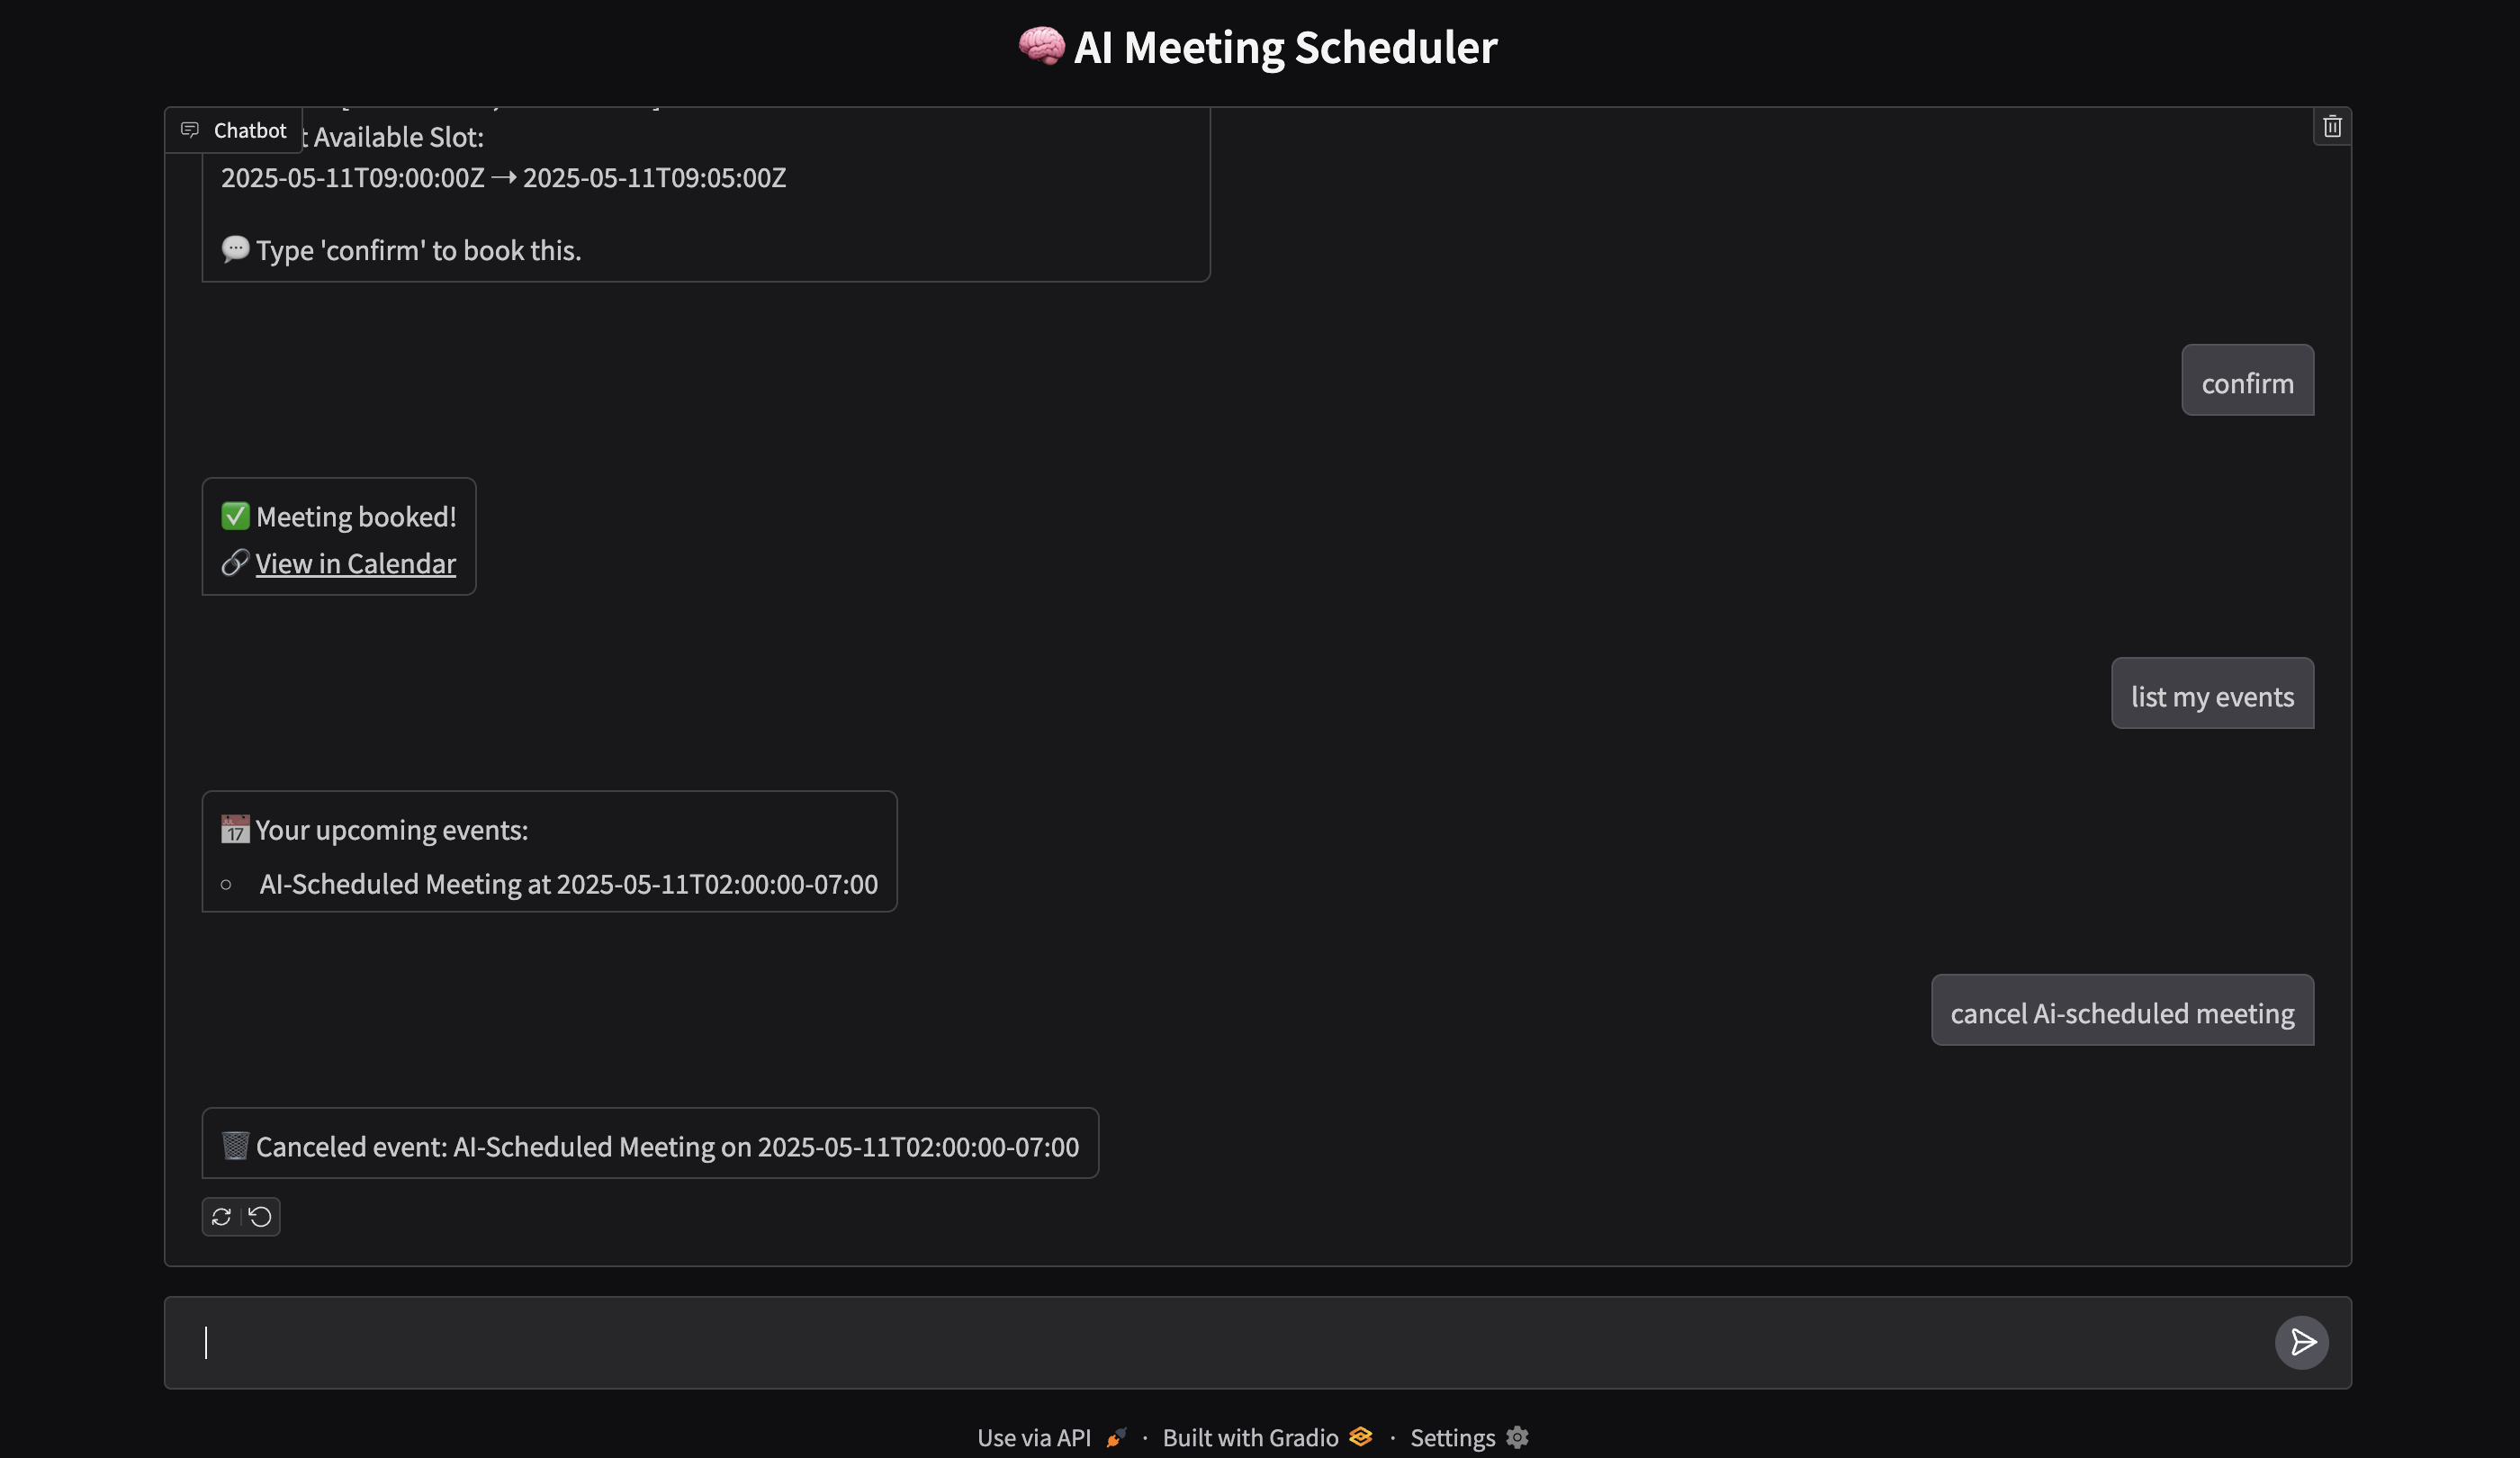 🧠 AI Meeting Scheduler
Chatbot
t Available Slot:
2025-05-11T09:00:00Z → 2025-05-11T09:05:00Z
💬 Type 'confirm' to book this.
confirm
✅ Meeting booked!
🔗 View in Calendar
list my events
📅 Your upcoming events:
○ AI-Scheduled Meeting at 2025-05-11T02:00:00-07:00
cancel Ai-scheduled meeting
🗑️ Canceled event: AI-Scheduled Meeting on 2025-05-11T02:00:00-07:00
Use via API · Built with Gradio · Settings